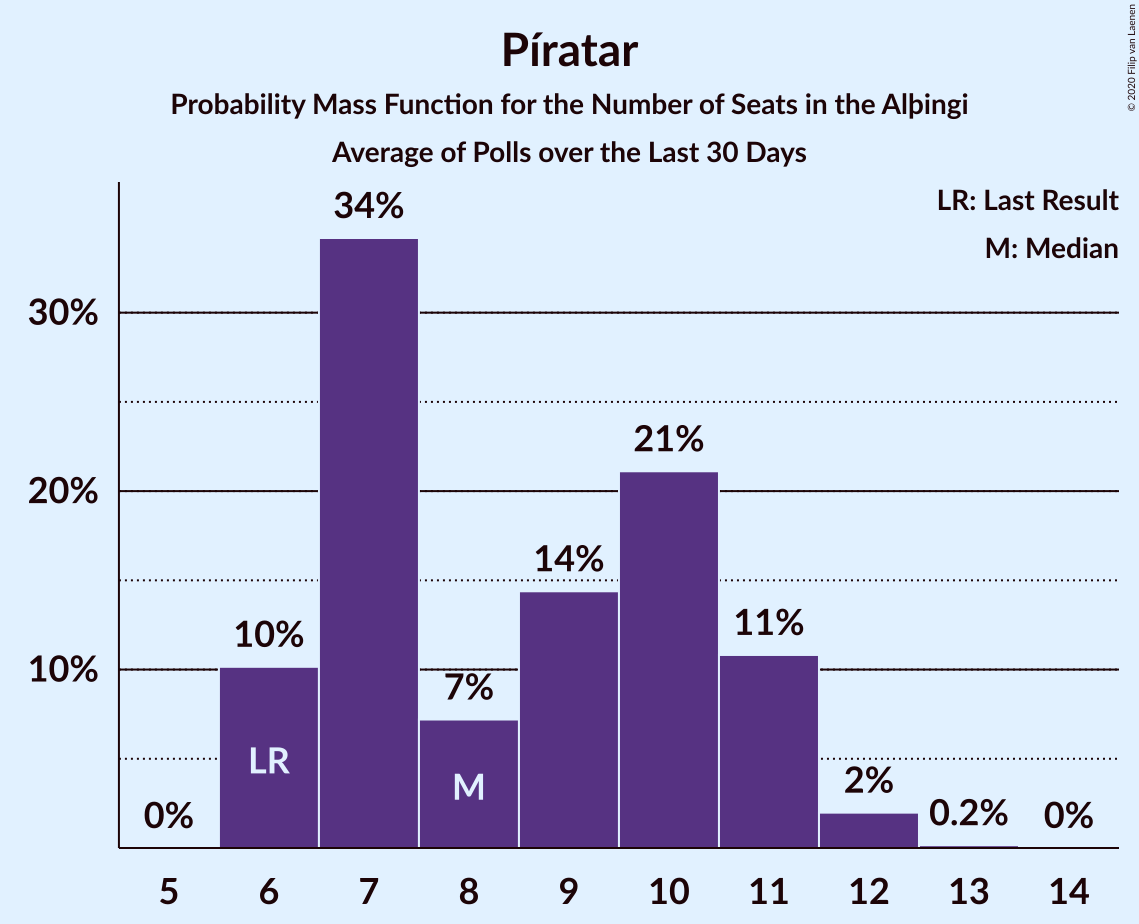 Píratar
Probability Mass Function for the Number of Seats in the Alþingi
Average of Polls over the Last 30 Days
© 2020 Filip van Laenen
LR: Last Result
M: Median
34%
30%
21%
20%
14%
11%
10%
10%
7%
LR
M
2%
0%
0.2%
0%
5 6 7 8 9 10 11 12 13 14